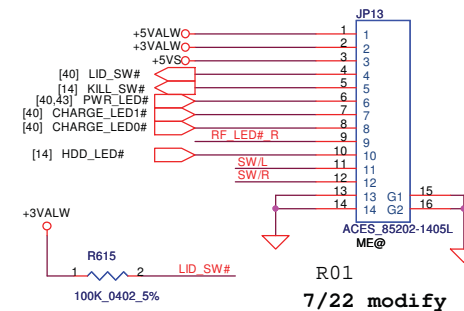 JP13
+5VALW 1 1
+3VALW 2 2
+5VS 3 3
[40] LID_SW# 4 4
[14] KILL_SW# 5 5
[40,43] PWR_LED# 6 6
[40] CHARGE_LED1# 7 7
[40] CHARGE_LED0# 8 8
RF_LED#_R 9 9
[14] HDD_LED# 10 10
SW/L 11 11
SW/R 12 12
13 13 G1 15
14 14 G2 16
ACES_85202-1405L
ME@
+3VALW
R615
1 2 LID_SW#
100K_0402_5%
R01
7/22 modify